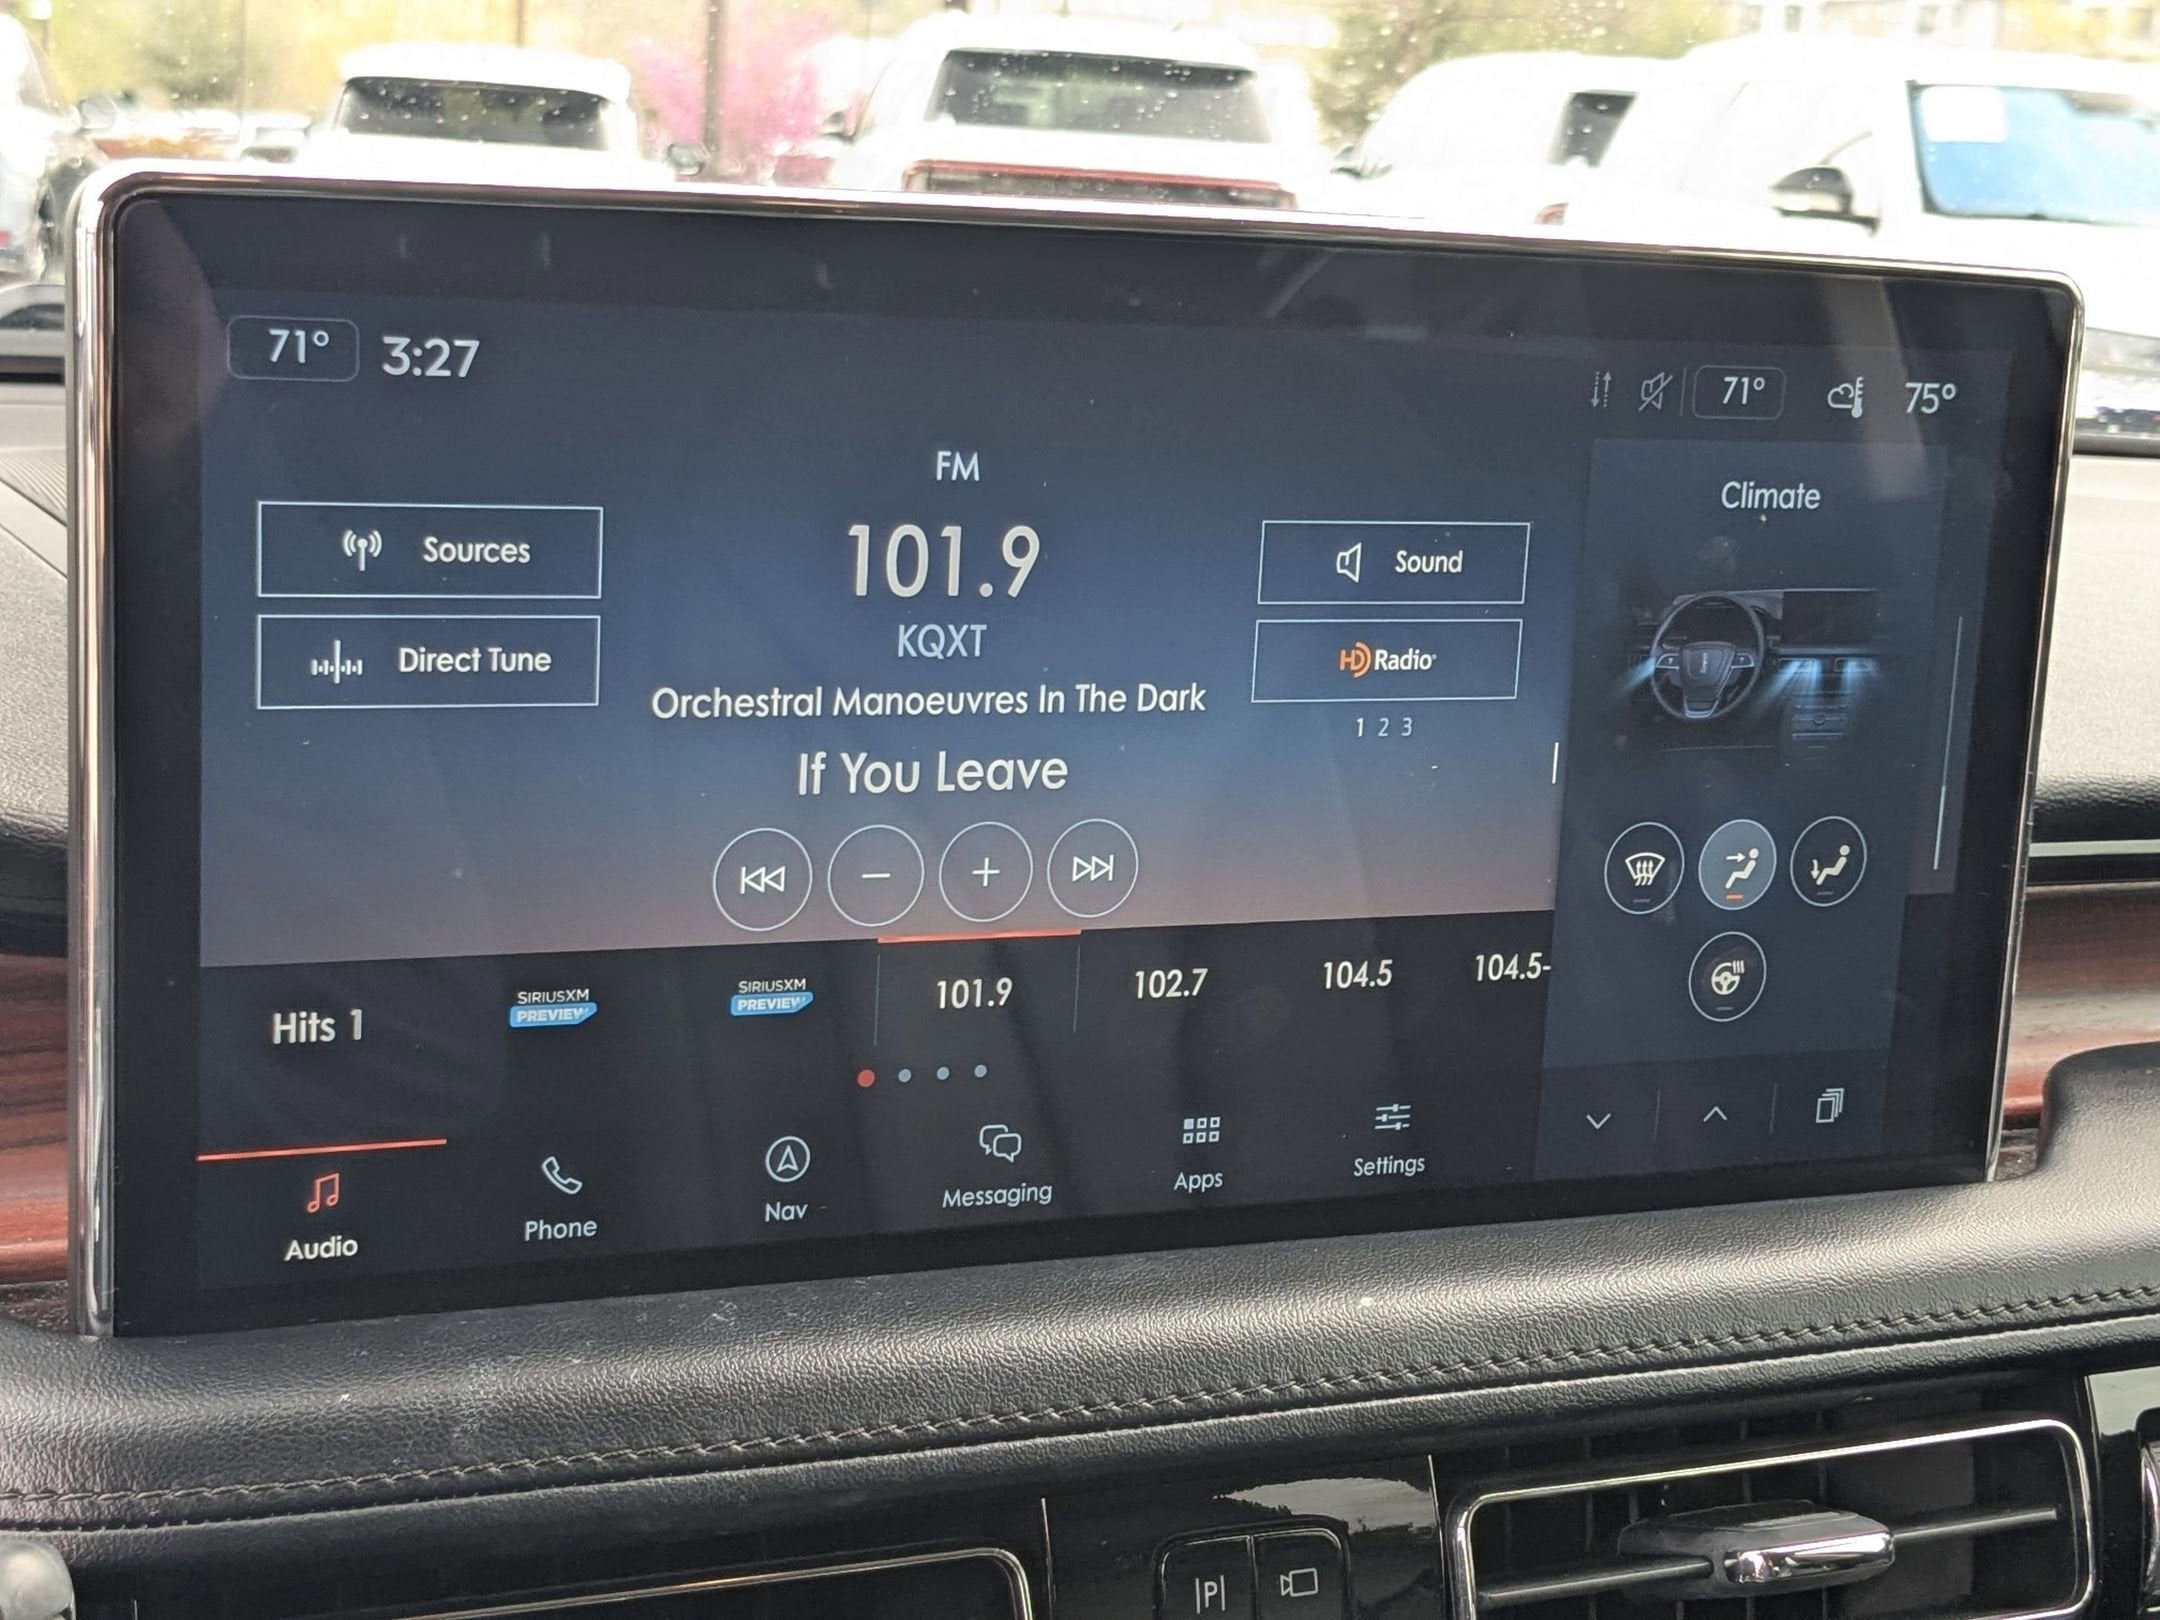 71° 3:27
71° 75°
FM
Climate
Sources
101.9
Sound
KQXT
Direct Tune
HD Radio
Orchestral Manoeuvres In The Dark
1 2 3
If You Leave
Hits 1
SIRIUSXM
PREVIEW
SIRIUSXM
PREVIEW
101.9
102.7
104.5
104.5-
Audio
Phone
Nav
Messaging
Apps
Settings
|P|